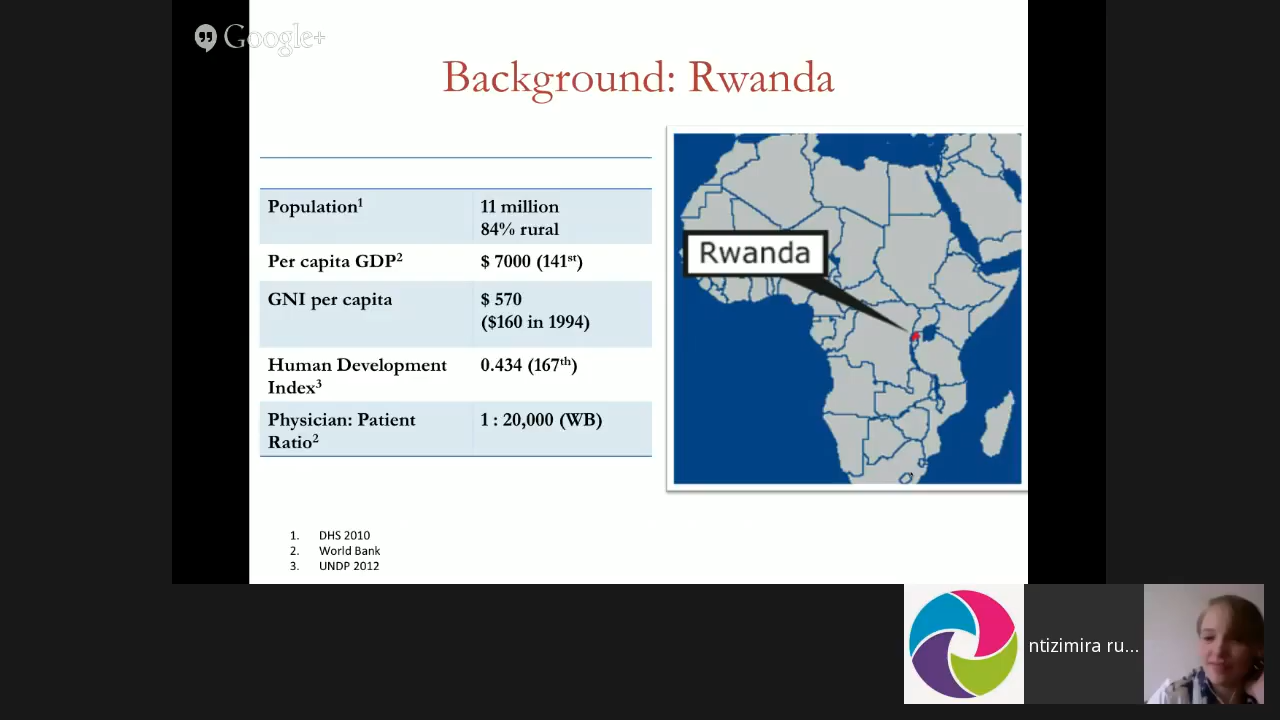 Google+
Background: Rwanda
Population1
11 million
84% rural
Per capita GDP2
$ 7000 (141st)
GNI per capita
$ 570
($160 in 1994)
Human Development
Index3
0.434 (167th)
Physician: Patient
Ratio2
1 : 20,000 (WB)
Rwanda
1. DHS 2010
2. World Bank
3. UNDP 2012
ntizimira ru...